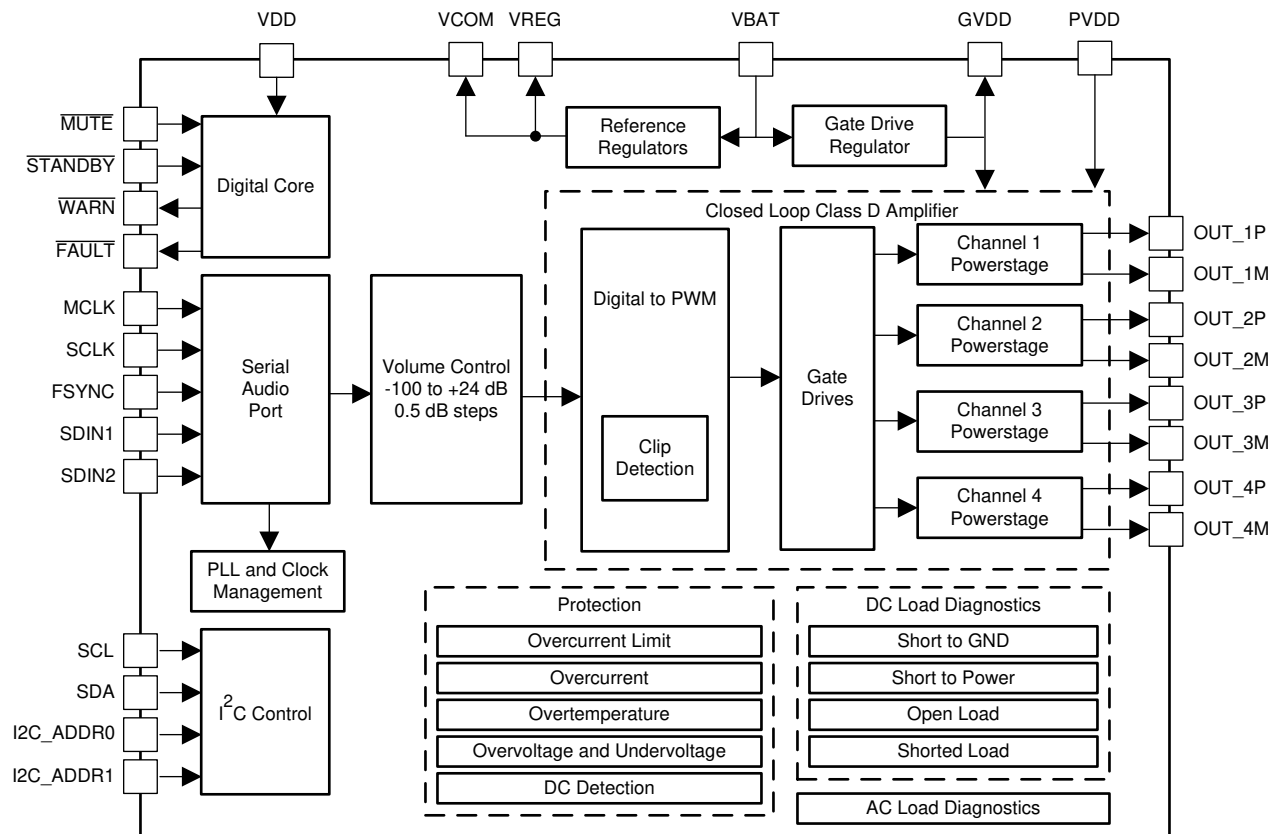 VDD
VCOM
VREG
VBAT
GVDD
PVDD
MUTE
STANDBY
WARN
FAULT
Digital Core
Reference
Regulators
Gate Drive
Regulator
MCLK
SCLK
FSYNC
SDIN1
SDIN2
Serial
Audio
Port
Volume Control
-100 to +24 dB
0.5 dB steps
PLL and Clock
Management
Closed Loop Class D Amplifier
Digital to PWM
Clip
Detection
Gate
Drives
Channel 1
Powerstage
Channel 2
Powerstage
Channel 3
Powerstage
Channel 4
Powerstage
OUT_1P
OUT_1M
OUT_2P
OUT_2M
OUT_3P
OUT_3M
OUT_4P
OUT_4M
SCL
SDA
I2C_ADDR0
I2C_ADDR1
I²C Control
Protection
Overcurrent Limit
Overcurrent
Overtemperature
Overvoltage and Undervoltage
DC Detection
DC Load Diagnostics
Short to GND
Short to Power
Open Load
Shorted Load
AC Load Diagnostics